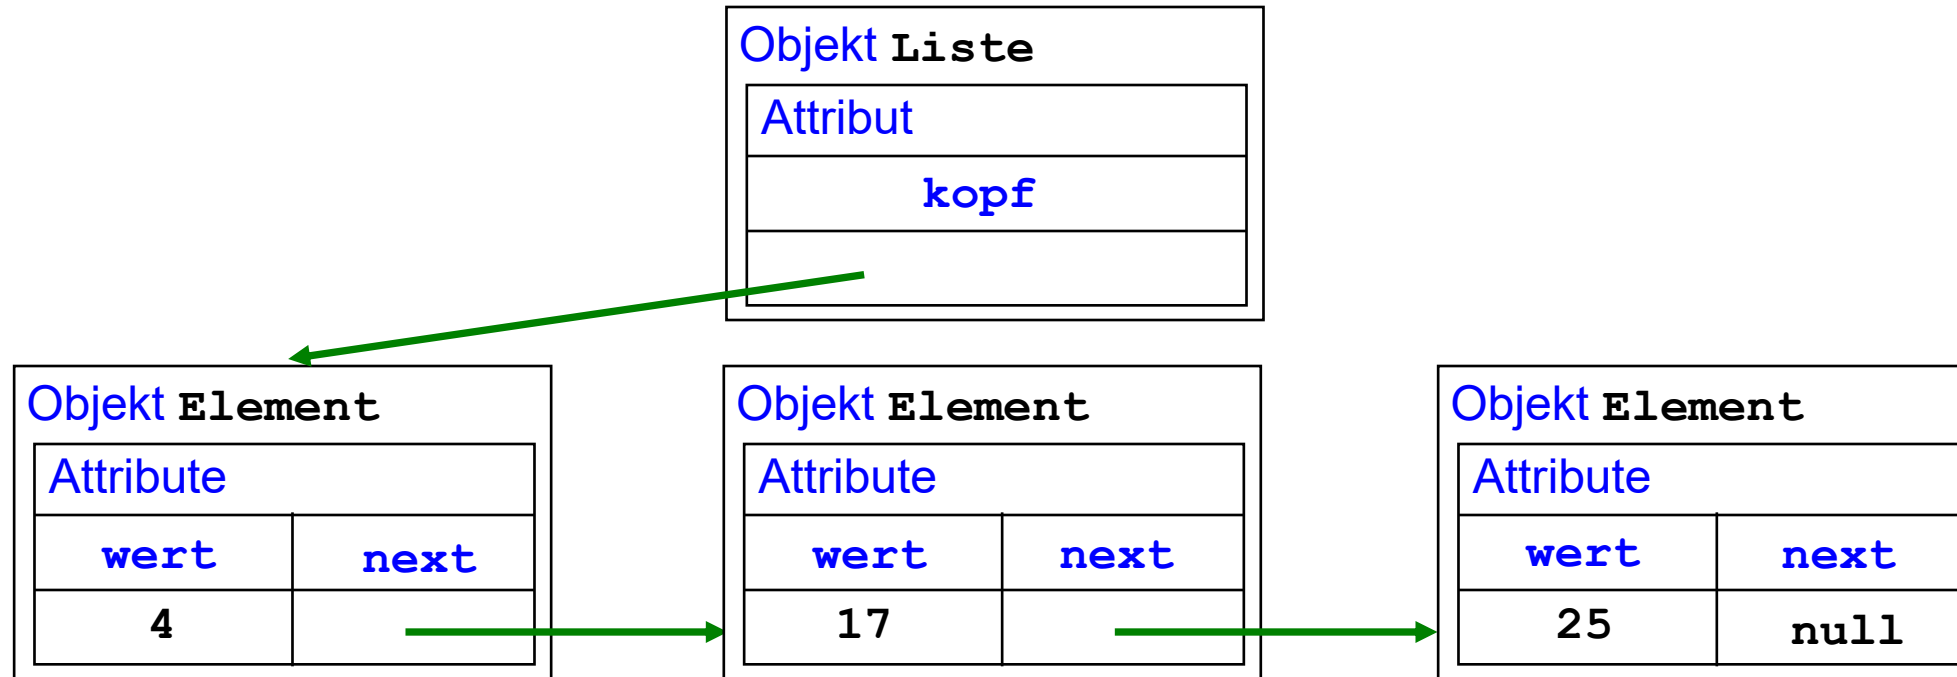 Objekt Liste
Attribut
kopf
Objekt Element
Attribute
wert next
4
Objekt Element
Attribute
wert next
17
Objekt Element
Attribute
wert next
25 null